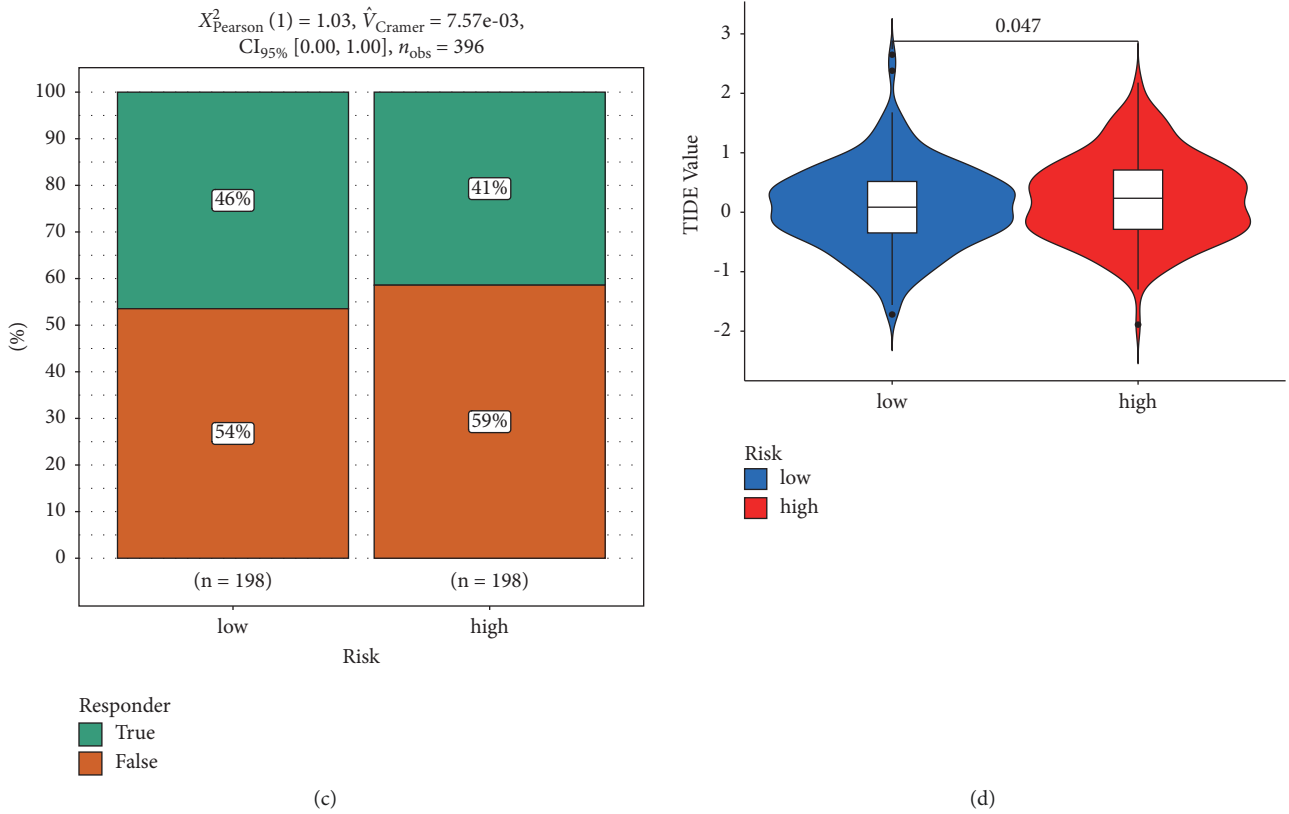 X²Pearson (1) = 1.03, V̂Cramer = 7.57e-03,
CI95% [0.00, 1.00], nobs = 396
100
90
80
70
60
50
40
30
20
10
0
(%)
46%
41%
54%
59%
(n = 198)
(n = 198)
low
high
Risk
Responder
True
False
(c)
0.047
3
2
1
0
-1
-2
TIDE Value
low
high
Risk
low
high
(d)